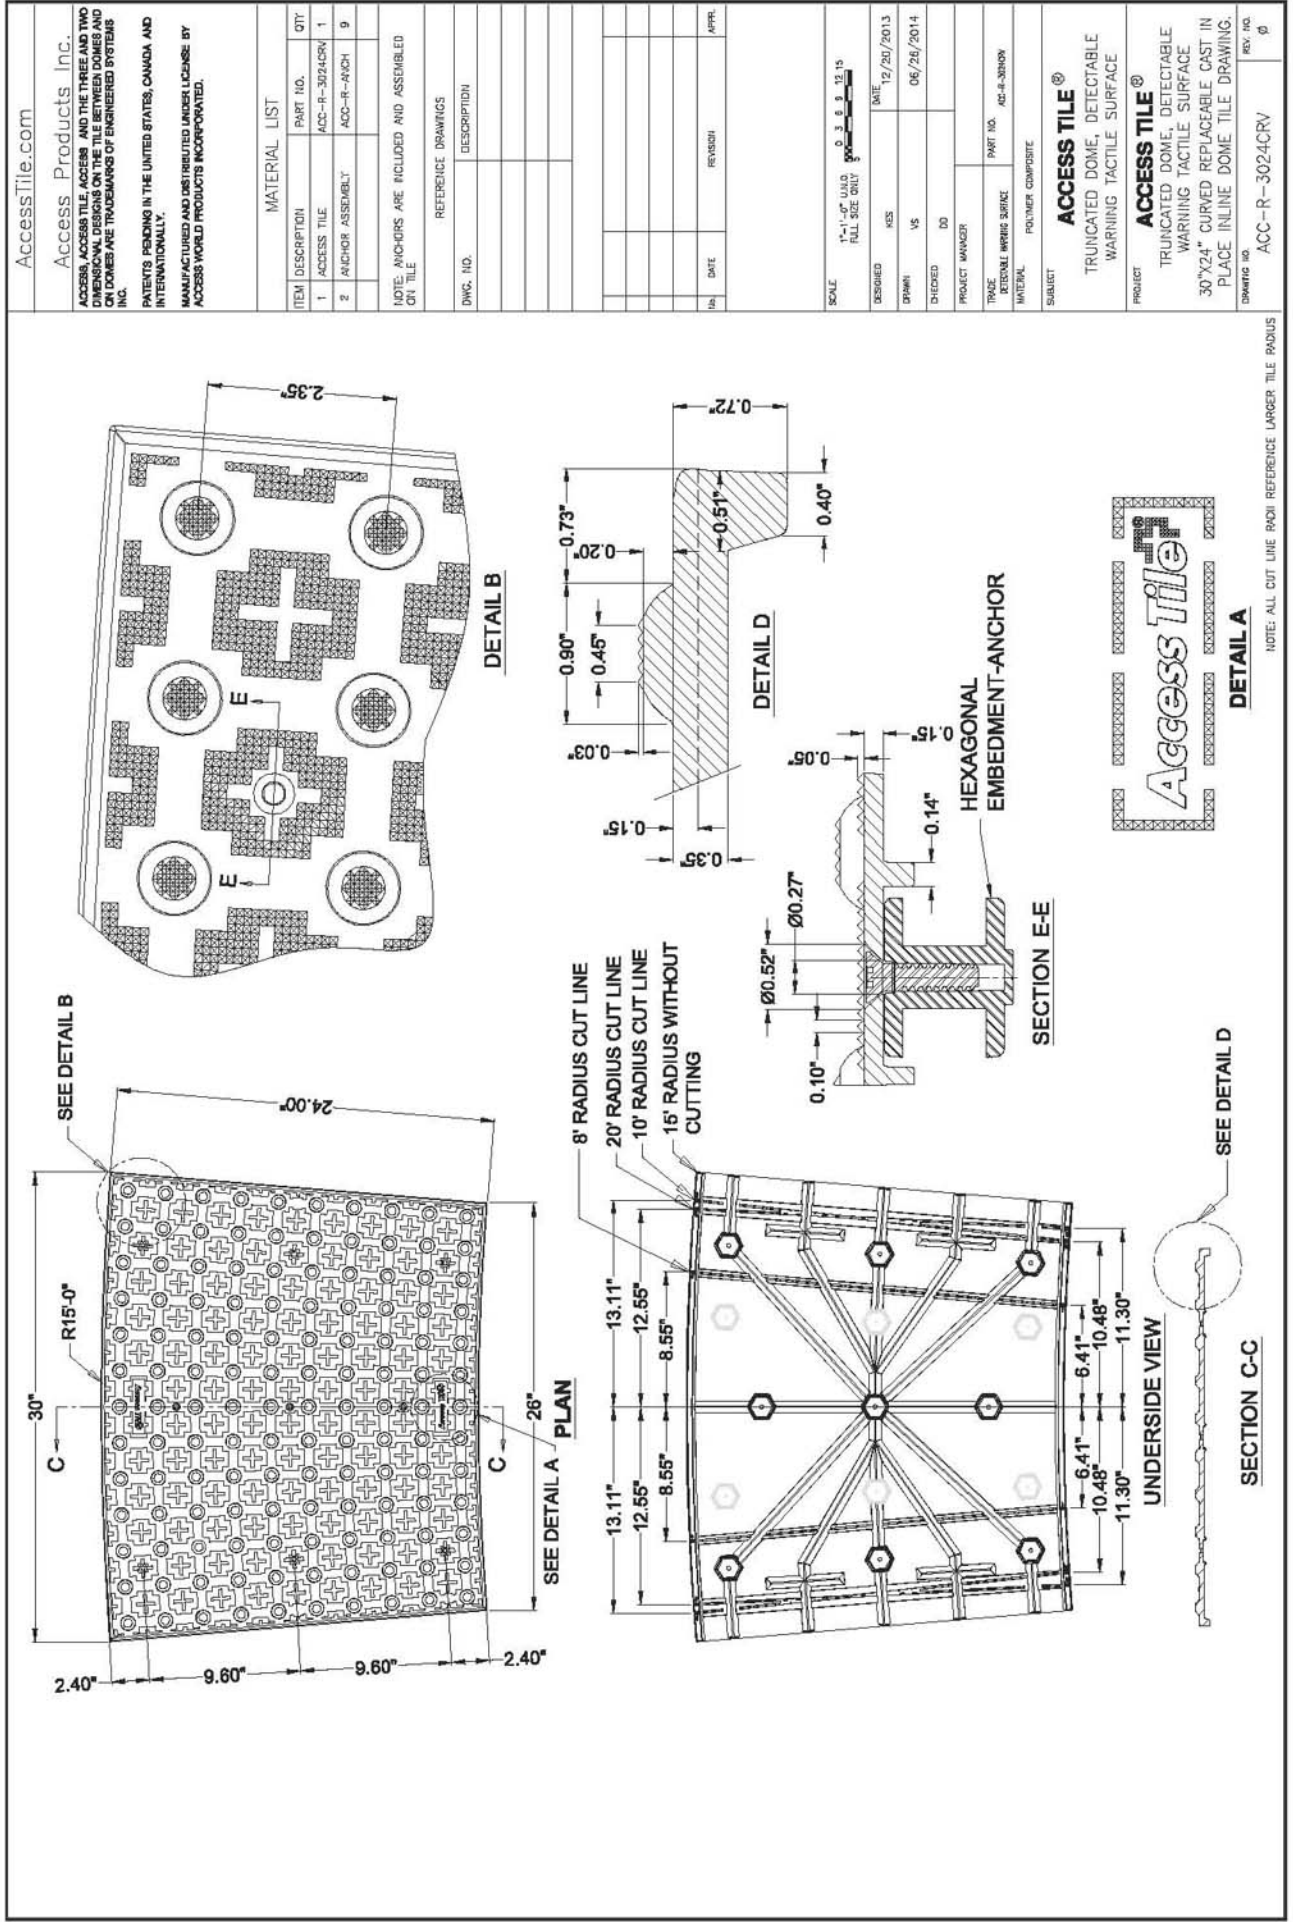 AccessTile.com
Access Products Inc.
ACCESS, ACCESS TILE, ACCESS AND THE THREE AND TWO
DIMENSIONAL DESIGNS ON THE TILE BETWEEN DOMES AND
ON DOMES ARE TRADEMARKS OF ENGINEERED SYSTEMS
INC.
PATENTS PENDING IN THE UNITED STATES, CANADA AND
INTERNATIONALLY.
MANUFACTURED AND DISTRIBUTED UNDER LICENSE BY
ACCESS WORLD PRODUCTS INCORPORATED.
MATERIAL LIST
ITEM DESCRIPTION PART NO. QTY
1 ACCESS TILE ACC-R-3024CRV 1
2 ANCHOR ASSEMBLY ACC-R-ANCH 9
NOTE: ANCHORS ARE INCLUDED AND ASSEMBLED
ON TILE
REFERENCE DRAWINGS
DWG. NO. DESCRIPTION
No. DATE REVISION APPR.
SCALE 1"=1'-0" U.N.O. 0 3 6 9 12 15
FULL SIZE ONLY
DESIGNED KES DATE 12/20/2013
DRAWN VS 06/26/2014
CHECKED DD
PROJECT MANAGER
TRADE DETECTABLE WARNING SURFACE PART NO. ACC-R-3024CRV
MATERIAL POLYMER COMPOSITE
SUBJECT
ACCESS TILE ®
TRUNCATED DOME, DETECTABLE
WARNING TACTILE SURFACE
PROJECT
ACCESS TILE ®
TRUNCATED DOME, DETECTABLE
WARNING TACTILE SURFACE
30"X24" CURVED REPLACEABLE CAST IN
PLACE INLINE DOME TILE DRAWING.
DRAWING NO. REV. NO.
ACC-R-3024CRV Ø
SEE DETAIL B
30"
R15'-0"
C
24.00"
2.40"
9.60"
9.60"
2.40"
C
26"
SEE DETAIL A
PLAN
2.35"
E
E
DETAIL B
0.90"
0.73"
0.45"
0.20"
0.03"
0.72"
0.51"
0.15"
0.35"
0.40"
DETAIL D
8' RADIUS CUT LINE
20' RADIUS CUT LINE
10' RADIUS CUT LINE
15' RADIUS WITHOUT
CUTTING
13.11" 13.11"
12.55" 12.55"
8.55" 8.55"
6.41" 6.41"
10.48" 10.48"
11.30" 11.30"
UNDERSIDE VIEW
SEE DETAIL D
SECTION C-C
0.10"
Ø0.52"
Ø0.27"
0.05"
0.15"
0.14"
HEXAGONAL
EMBEDMENT-ANCHOR
SECTION E-E
Access Tile®
DETAIL A
NOTE: ALL CUT LINE RADII REFERENCE LARGER TILE RADIUS